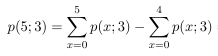 p(5;3) = \sum_{x=0}^{5} p(x;3) - \sum_{x=0}^{4} p(x;3)